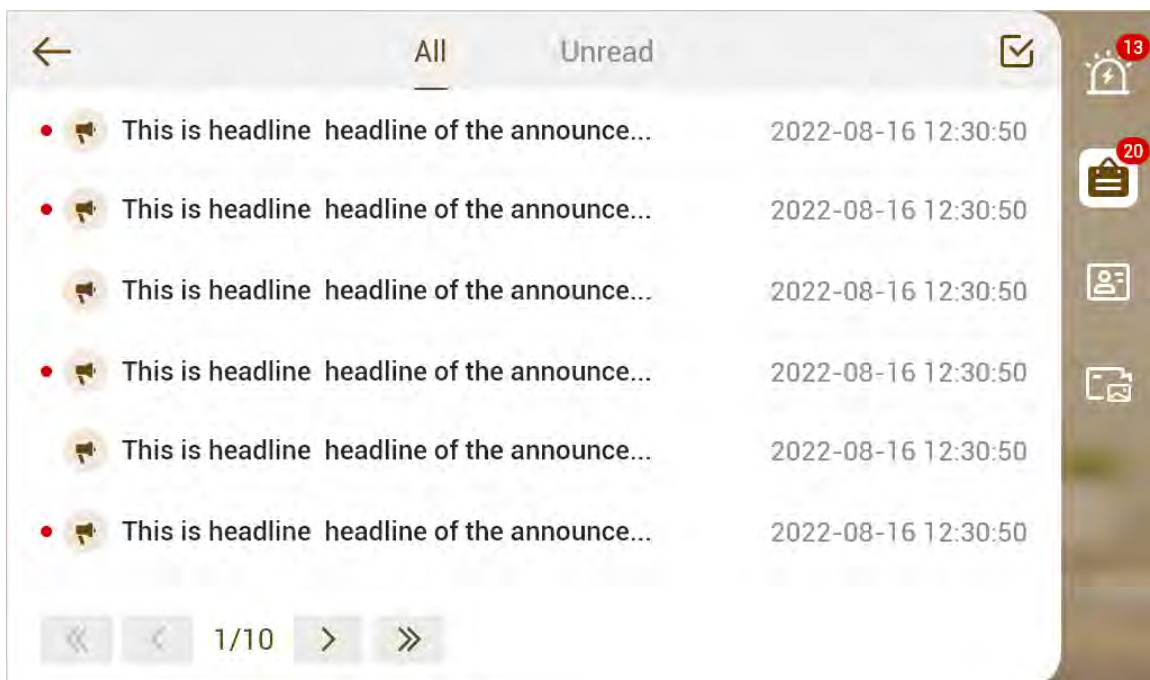 All Unread
13
This is headline headline of the announce... 2022-08-16 12:30:50
20
This is headline headline of the announce... 2022-08-16 12:30:50
This is headline headline of the announce... 2022-08-16 12:30:50
This is headline headline of the announce... 2022-08-16 12:30:50
This is headline headline of the announce... 2022-08-16 12:30:50
This is headline headline of the announce... 2022-08-16 12:30:50
1/10